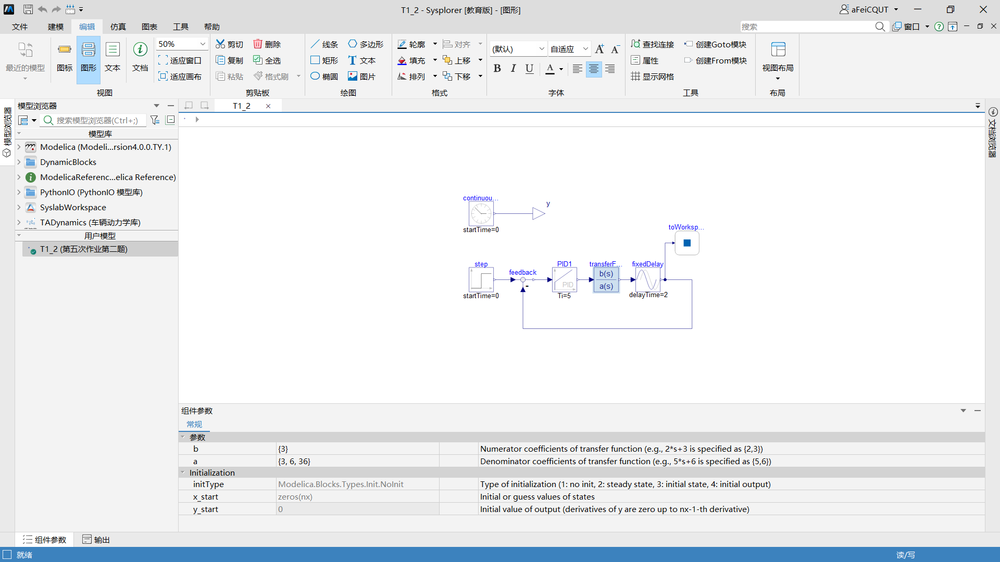 T1_2 - Sysplorer [教育版] - [图形]
aFeiCQUT
文件 建模 编辑 仿真 图表 工具 帮助
搜索
窗口
最近的模型
图标
图形
文本
文档
50%
适应窗口
适应画布
视图
剪切
删除
复制
全选
粘贴
格式刷
剪贴板
线条
多边形
矩形
文本
椭圆
图片
绘图
轮廓
对齐
填充
上移
排列
下移
格式
(默认)
自适应
B I U A
字体
查找连接
创建Goto模块
属性
创建From模块
显示网格
工具
视图布局
布局
模型浏览器
模型浏览器
搜索模型浏览器(Ctrl+;)
模型库
Modelica (Modeli...rsion4.0.0.TY.1)
DynamicBlocks
ModelicaReferenc...elica Reference)
PythonIO (PythonIO 模型库)
SyslabWorkspace
TADynamics (车辆动力学库)
用户模型
T1_2 (第五次作业第二题)
T1_2
文档浏览器
continuou...
startTime=0
y
toWorksp...
step
startTime=0
feedback
-
PID1
PID
Ti=5
transferF...
b(s)
a(s)
fixedDelay
delayTime=2
组件参数
常规
参数
b {3} Numerator coefficients of transfer function (e.g., 2*s+3 is specified as {2,3})
a {3, 6, 36} Denominator coefficients of transfer function (e.g., 5*s+6 is specified as {5,6})
Initialization
initType Modelica.Blocks.Types.Init.NoInit Type of initialization (1: no init, 2: steady state, 3: initial state, 4: initial output)
x_start zeros(nx) Initial or guess values of states
y_start 0 Initial value of output (derivatives of y are zero up to nx-1-th derivative)
组件参数
输出
就绪
读/写